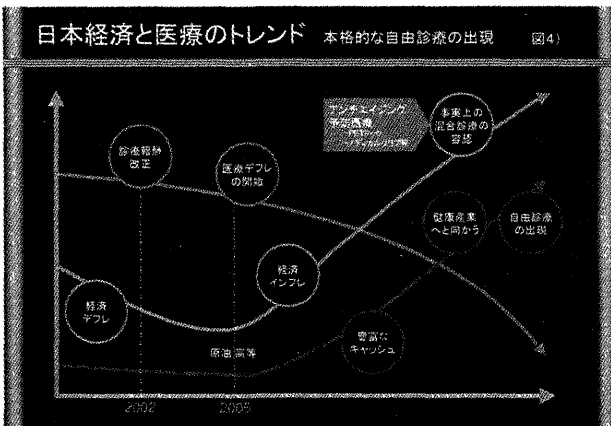 日本経済と医療のトレンド 本格的な自由診療の出現 図4)
アンチエイジング
予防医療
事実上の
混合診療の
容認
診療報酬
改正
医療デフレ
の開始
健康産業
へと向かう
自由診療
の出現
経済
インフレ
経済
デフレ
原油高等
豊富な
キャッシュ
2002
2005